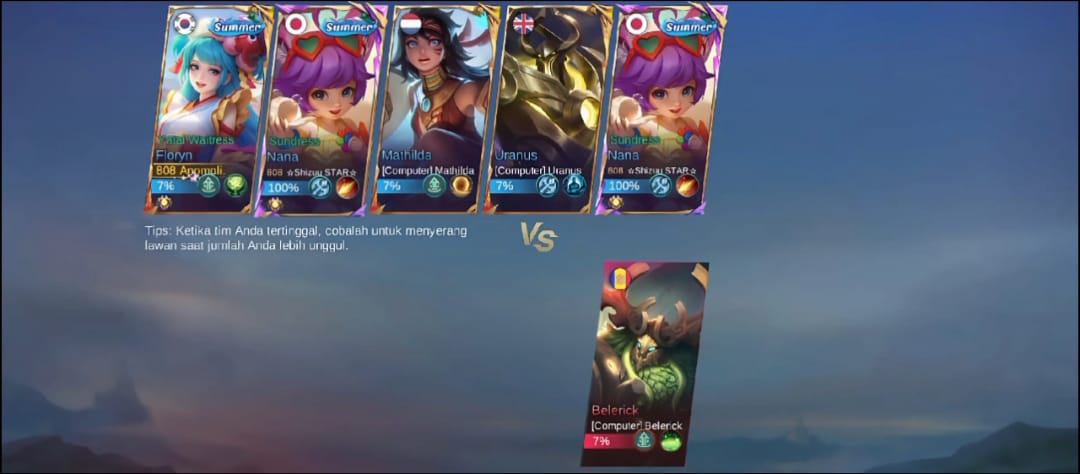 Summer
Summer
Summer
Floryn
Nana
Mathilda
Uranus
Nana
Sundress
Sundress
Waitress
808 Apompli.
808 ☆Shizuu STAR☆
[Computer] Mathilda
[Computer] Uranus
808 ☆Shizuu STAR☆
7%
100%
7%
7%
100%
Tips: Ketika tim Anda tertinggal, cobalah untuk menyerang
lawan saat jumlah Anda lebih unggul.
VS
Belerick
[Computer] Belerick
7%